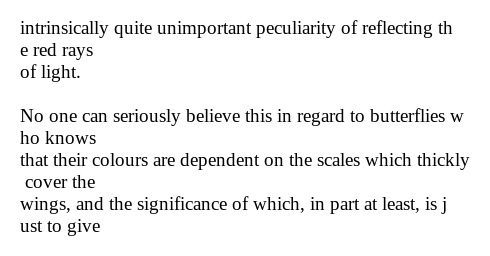 intrinsically quite unimportant peculiarity of reflecting th
e red rays
of light.

No one can seriously believe this in regard to butterflies w
ho knows
that their colours are dependent on the scales which thickly
 cover the
wings, and the significance of which, in part at least, is j
ust to give